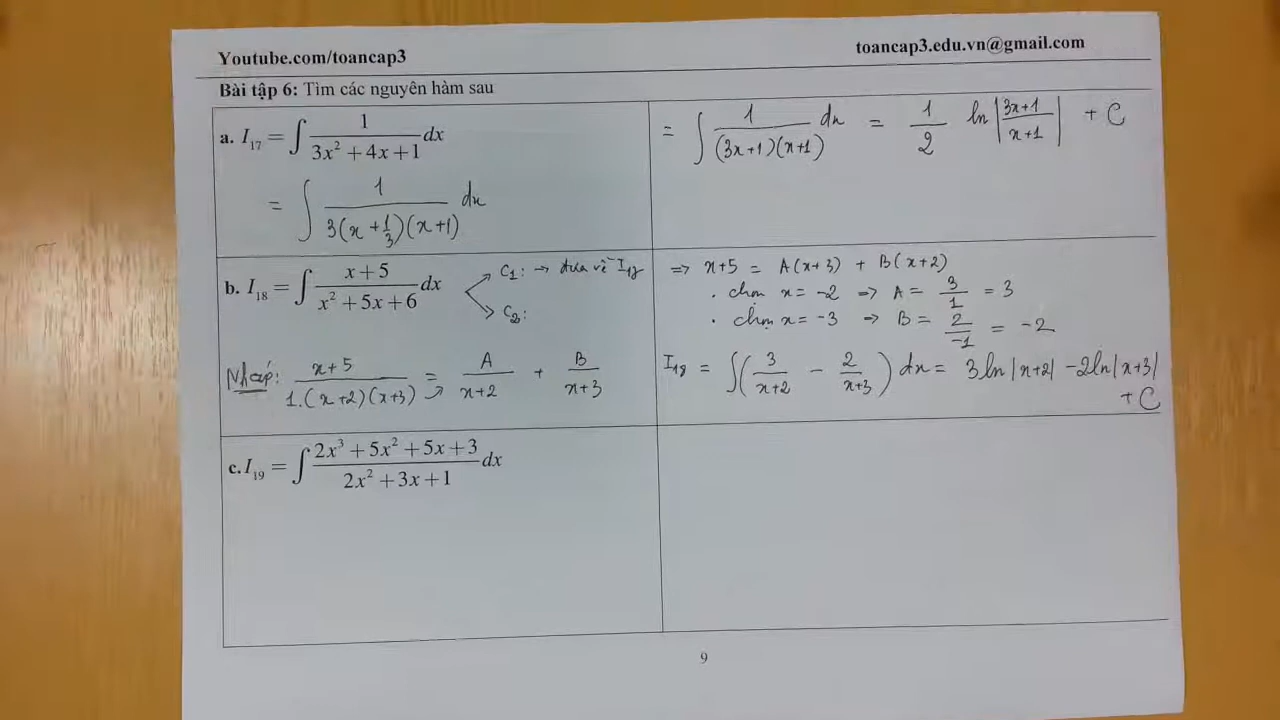 Youtube.com/toancap3
toancap3.edu.vn@gmail.com
Bài tập 6: Tìm các nguyên hàm sau
a. I₁₇ = ∫ 1/(3x² + 4x + 1) dx
= ∫ 1/(3(x + 1/3)(x+1)) dx
= ∫ 1/((3x+1)(x+1)) dx = 1/2 ln|(3x+1)/(x+1)| + C
b. I₁₈ = ∫ (x + 5)/(x² + 5x + 6) dx
C₁: → đưa về I₁₇
C₂:
Nháp: (x+5)/(1.(x+2)(x+3)) = A/(x+2) + B/(x+3)
⇒ x+5 = A(x+3) + B(x+2)
. chọn x = -2 ⇒ A = 3/1 = 3
. chọn x = -3 ⇒ B = 2/-1 = -2
I₁₈ = ∫(3/(x+2) - 2/(x+3)) dx = 3ln|x+2| - 2ln|x+3|
+ C
c. I₁₉ = ∫ (2x³ + 5x² + 5x + 3)/(2x² + 3x + 1) dx
9